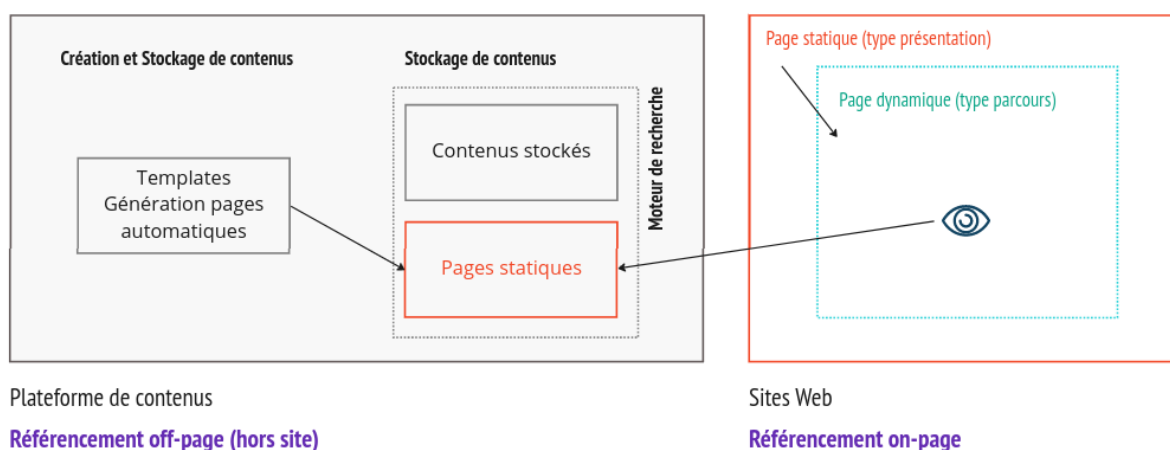 Création et Stockage de contenus
Stockage de contenus
Templates
Génération pages
automatiques
Contenus stockés
Pages statiques
Moteur de recherche
Plateforme de contenus
Référencement off-page (hors site)
Page statique (type présentation)
Page dynamique (type parcours)
Sites Web
Référencement on-page